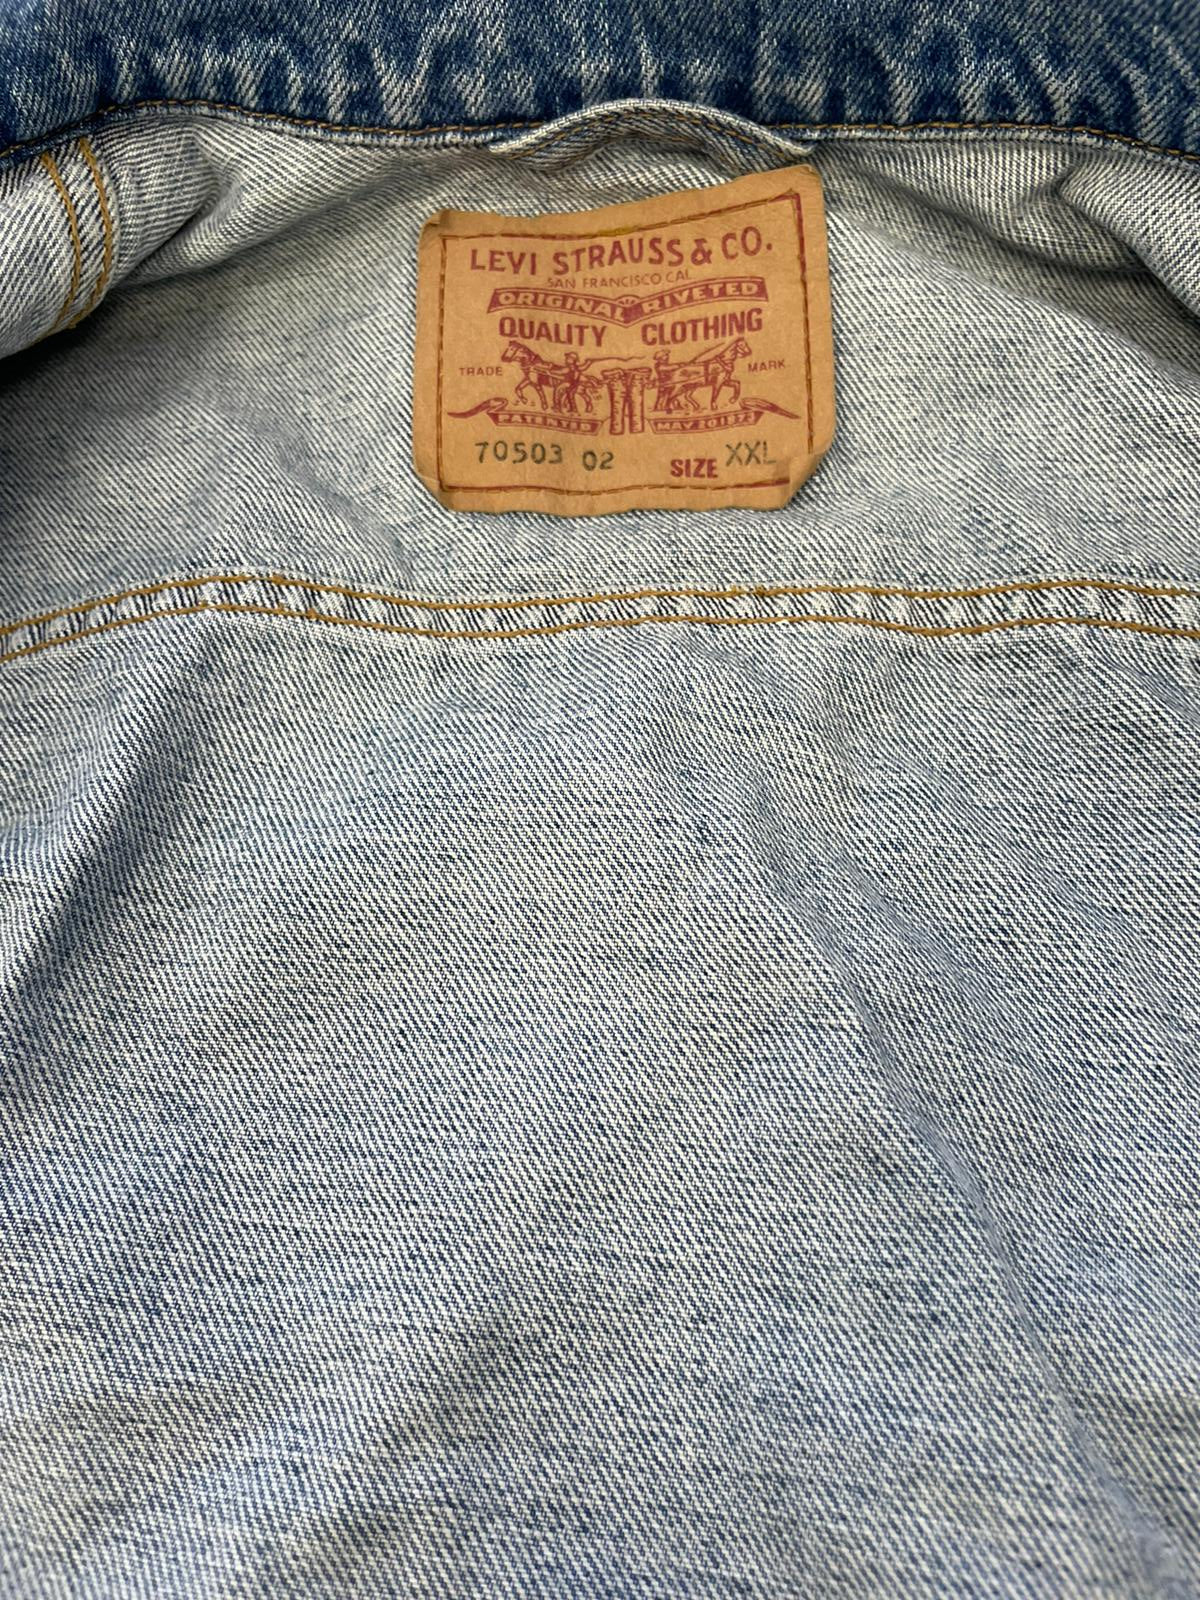 LEVI STRAUSS & CO.
SAN FRANCISCO CAL
ORIGINAL RIVETED
QUALITY CLOTHING
TRADE MARK
PATENTED MAY 20 1873
70503 02 SIZE XXL